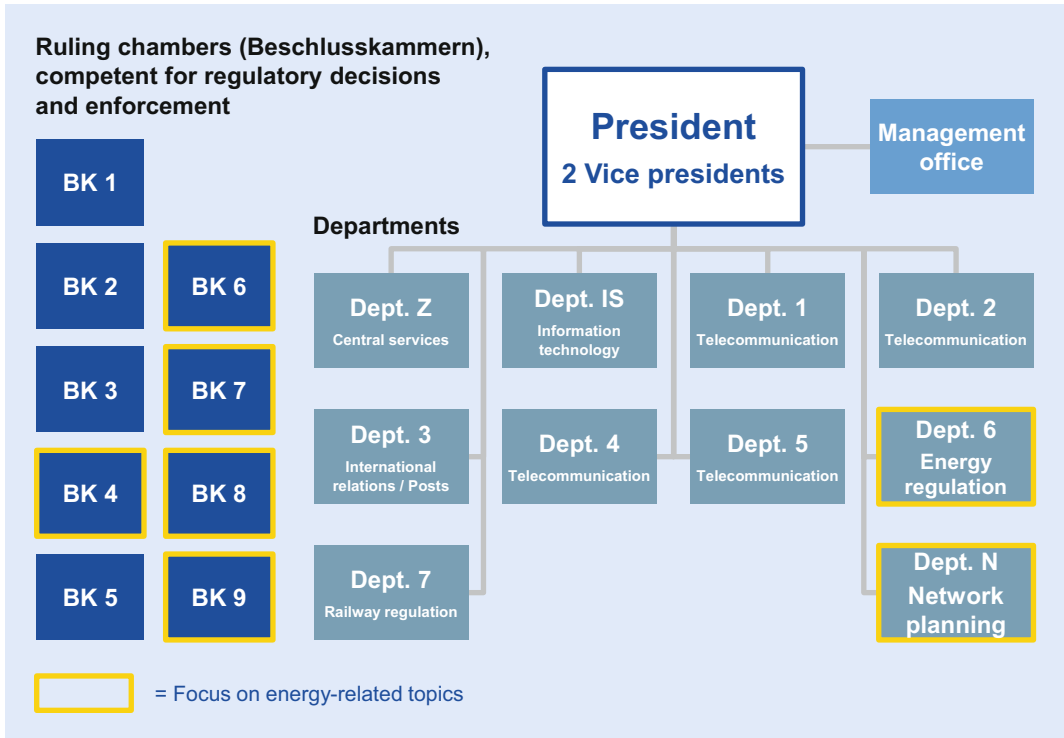 Ruling chambers (Beschlusskammern),
competent for regulatory decisions
and enforcement
BK 1
BK 2
BK 6
BK 3
BK 7
BK 4
BK 8
BK 5
BK 9
President
2 Vice presidents
Management
office
Departments
Dept. Z
Central services
Dept. IS
Information
technology
Dept. 1
Telecommunication
Dept. 2
Telecommunication
Dept. 3
International
relations / Posts
Dept. 4
Telecommunication
Dept. 5
Telecommunication
Dept. 6
Energy
regulation
Dept. 7
Railway regulation
Dept. N
Network
planning
= Focus on energy-related topics